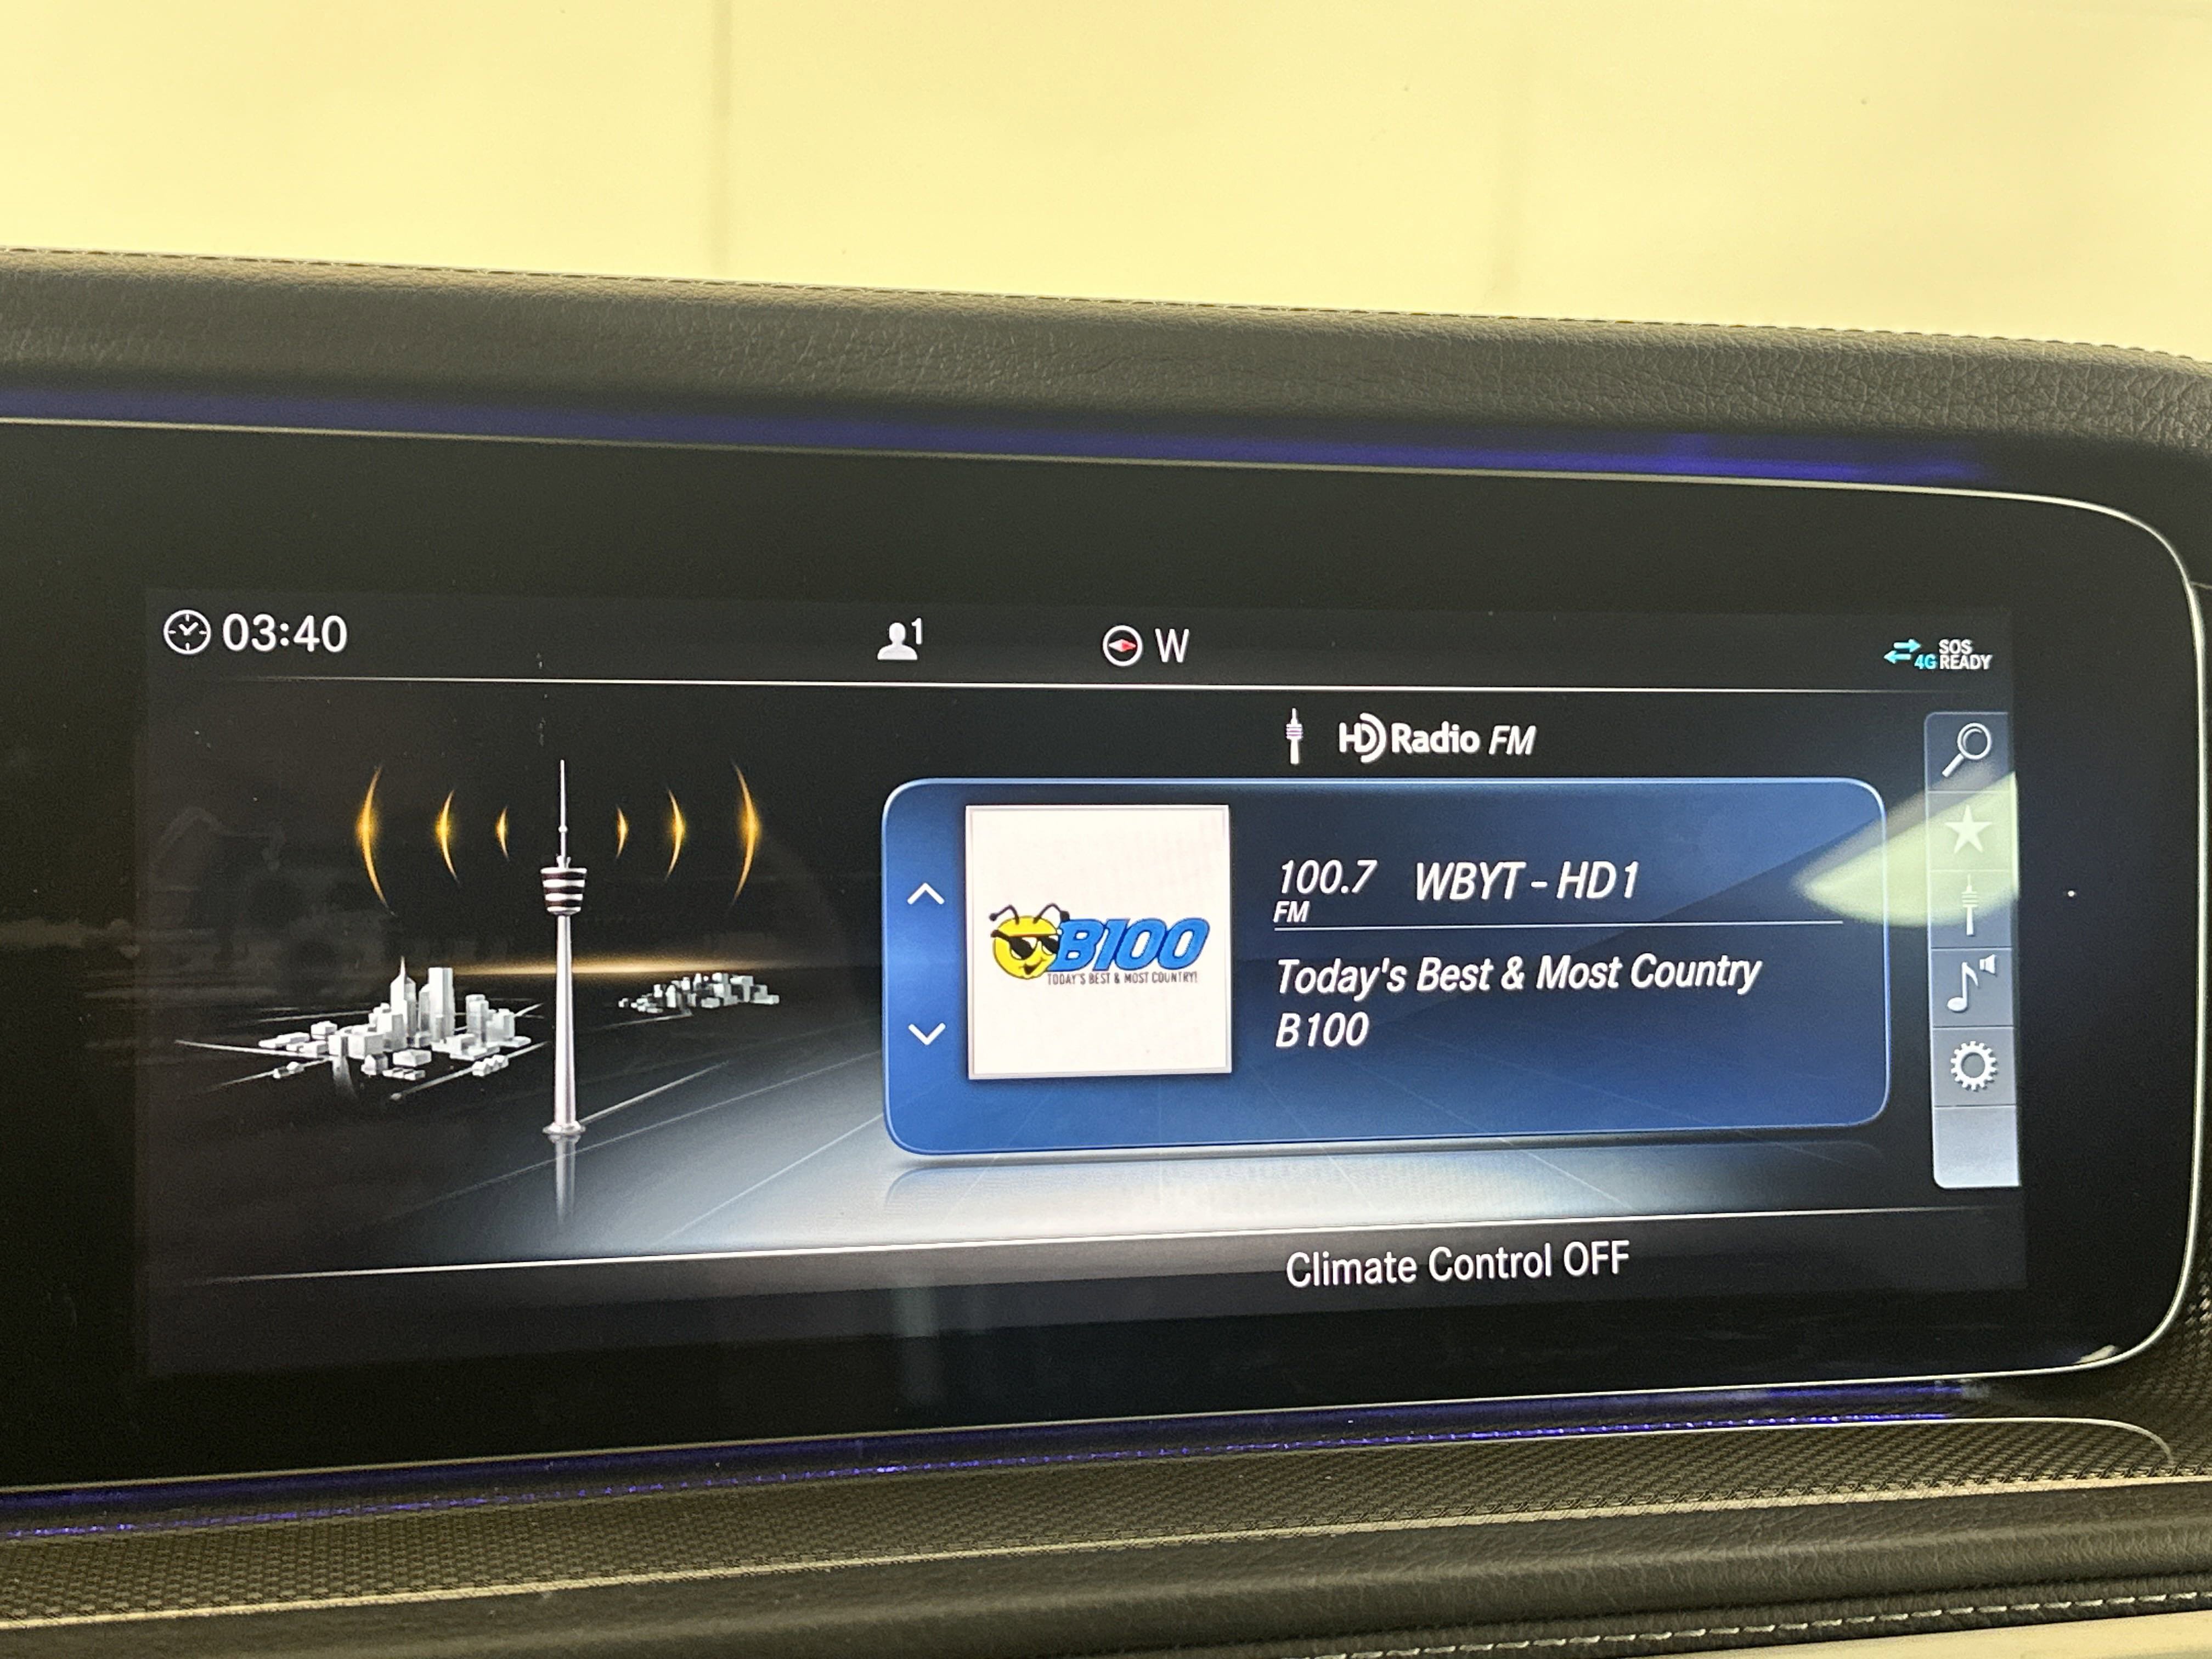 03:40
1
W
4G
SOS
READY
HD Radio FM
100.7 WBYT - HD1
FM
B100
TODAY'S BEST & MOST COUNTRY!
Today's Best & Most Country
B100
Climate Control OFF